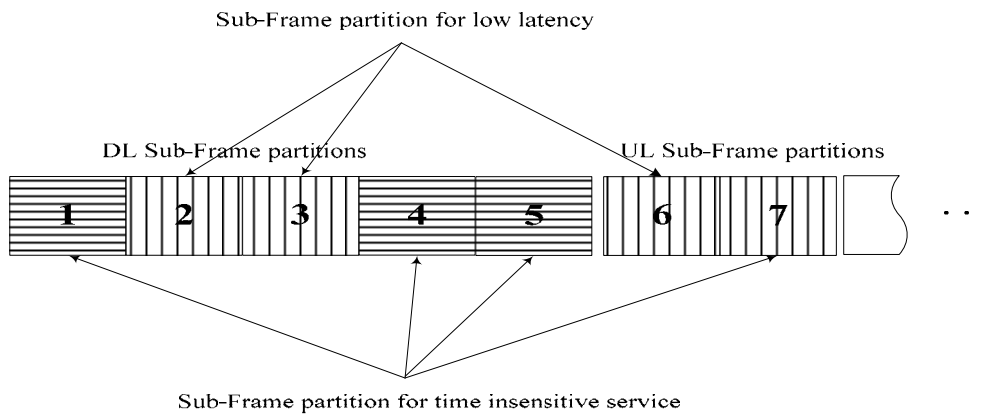 Sub-Frame partition for low latency
DL Sub-Frame partitions UL Sub-Frame partitions
1 2 3 4 5 6 7 . .
Sub-Frame partition for time insensitive service